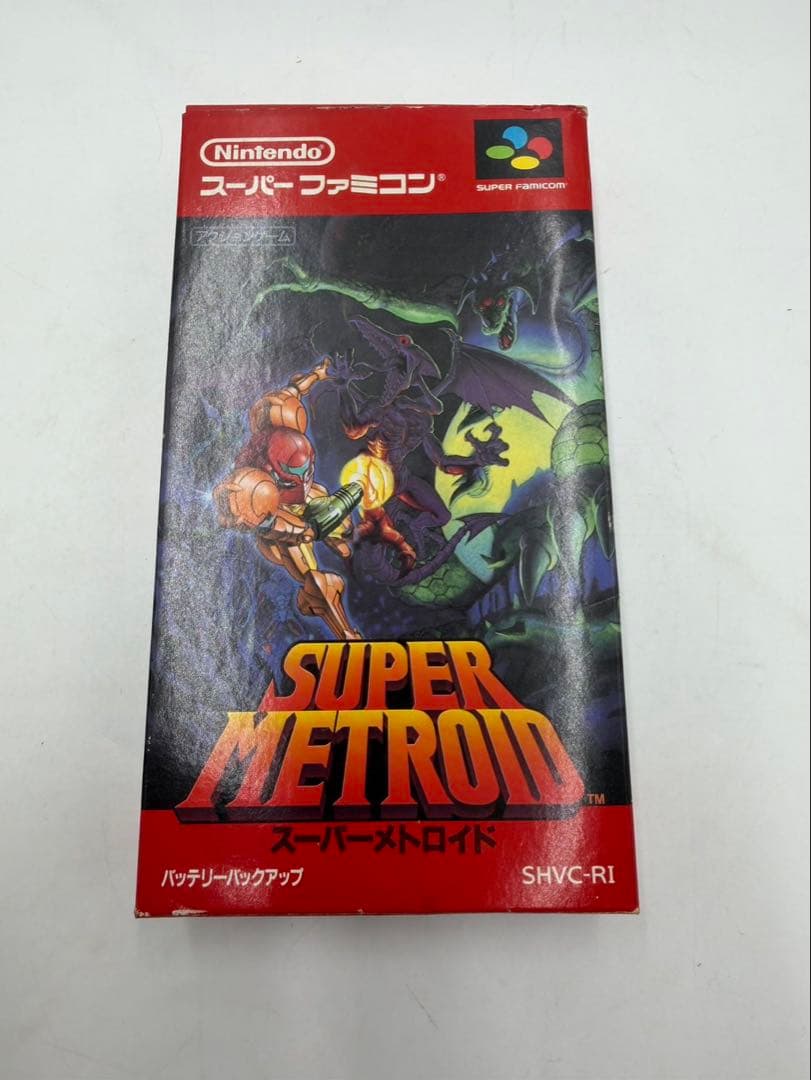 Nintendo
スーパーファミコン®
SUPER FAMICOM
アクションゲーム
SUPER
METROID TM
スーパーメトロイド
バッテリーバックアップ
SHVC-RI